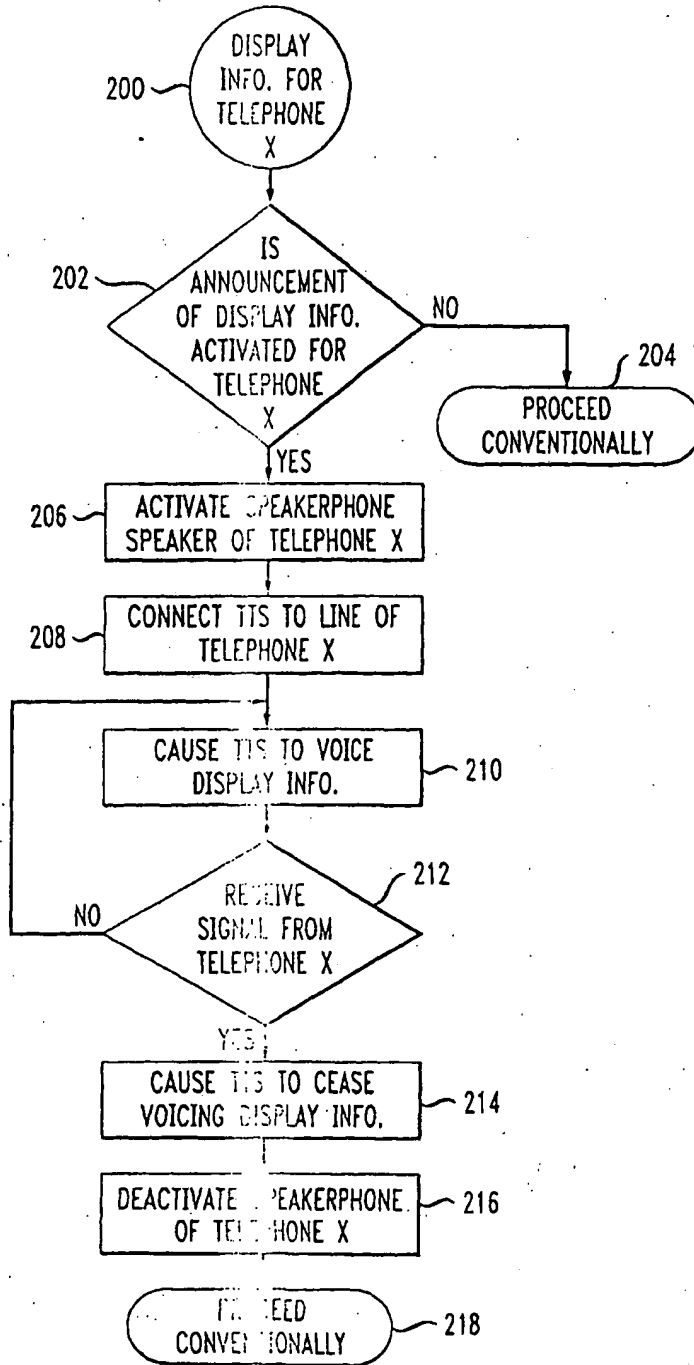 DISPLAY
INFO. FOR
TELEPHONE
X
200
IS
ANNOUNCEMENT
OF DISPLAY INFO.
ACTIVATED FOR
TELEPHONE
X
202
NO
204
PROCEED
CONVENTIONALLY
YES
206
ACTIVATE SPEAKERPHONE
SPEAKER OF TELEPHONE X
208
CONNECT TTS TO LINE OF
TELEPHONE X
CAUSE TTS TO VOICE
DISPLAY INFO.
210
212
RECEIVE
SIGNAL FROM
TELEPHONE X
NO
YES
CAUSE TTS TO CEASE
VOICING DISPLAY INFO.
214
DEACTIVATE SPEAKERPHONE
OF TELEPHONE X
216
PROCEED
CONVENTIONALLY
218